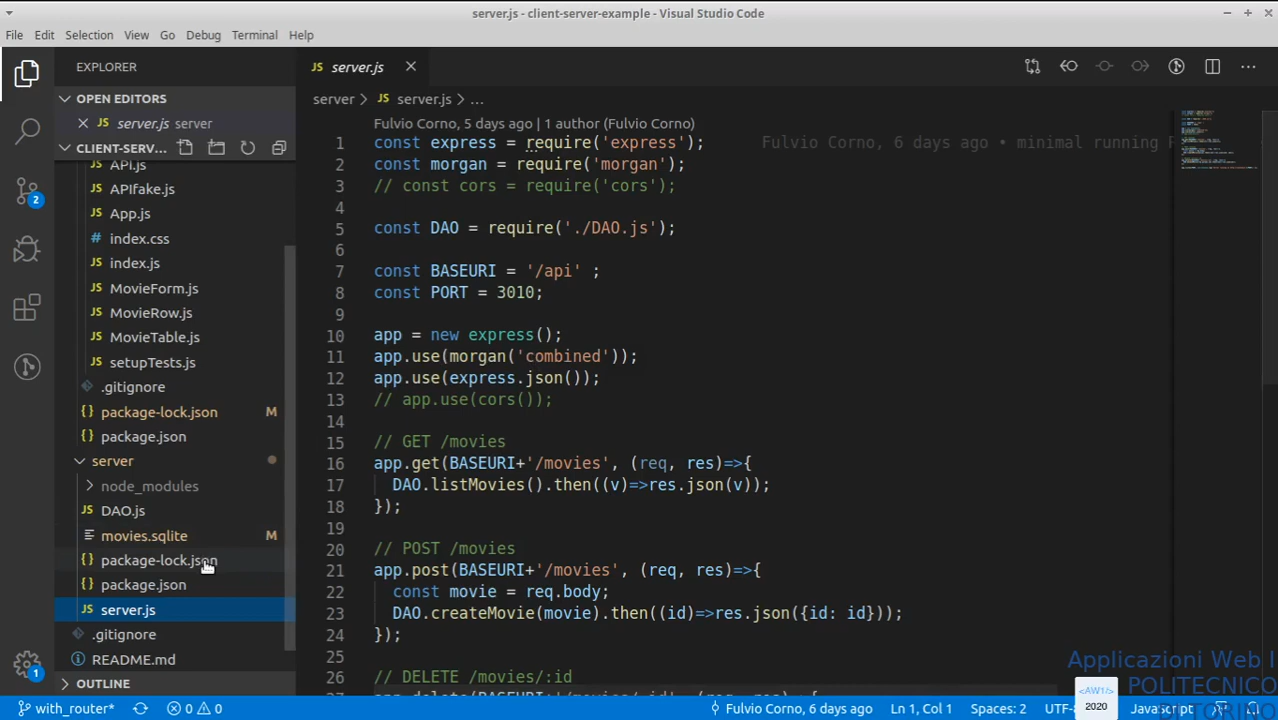 server.js - client-server-example - Visual Studio Code
File Edit Selection View Go Debug Terminal Help
EXPLORER
OPEN EDITORS
JS server.js server
CLIENT-SERV...
API.js
APIfake.js
App.js
index.css
index.js
MovieForm.js
MovieRow.js
MovieTable.js
setupTests.js
.gitignore
package-lock.json M
package.json
server
node_modules
DAO.js
movies.sqlite M
package-lock.json
package.json
server.js
.gitignore
README.md
OUTLINE
JS server.js
server > JS server.js > ...
Fulvio Corno, 5 days ago | 1 author (Fulvio Corno)
1 const express = require('express'); Fulvio Corno, 6 days ago • minimal running
2 const morgan = require('morgan');
3 // const cors = require('cors');
4
5 const DAO = require('./DAO.js');
6
7 const BASEURI = '/api' ;
8 const PORT = 3010;
9
10 app = new express();
11 app.use(morgan('combined'));
12 app.use(express.json());
13 // app.use(cors());
14
15 // GET /movies
16 app.get(BASEURI+'/movies', (req, res)=>{
17 DAO.listMovies().then((v)=>res.json(v));
18 });
19
20 // POST /movies
21 app.post(BASEURI+'/movies', (req, res)=>{
22 const movie = req.body;
23 DAO.createMovie(movie).then((id)=>res.json({id: id}));
24 });
25
26 // DELETE /movies/:id
Applicazioni Web I
POLITECNICO
DI TORINO
<AW1/>
2020
with_router* 0 0 Fulvio Corno, 5 days ago Ln 1, Col 1 Spaces: 2 Javascript
2
1